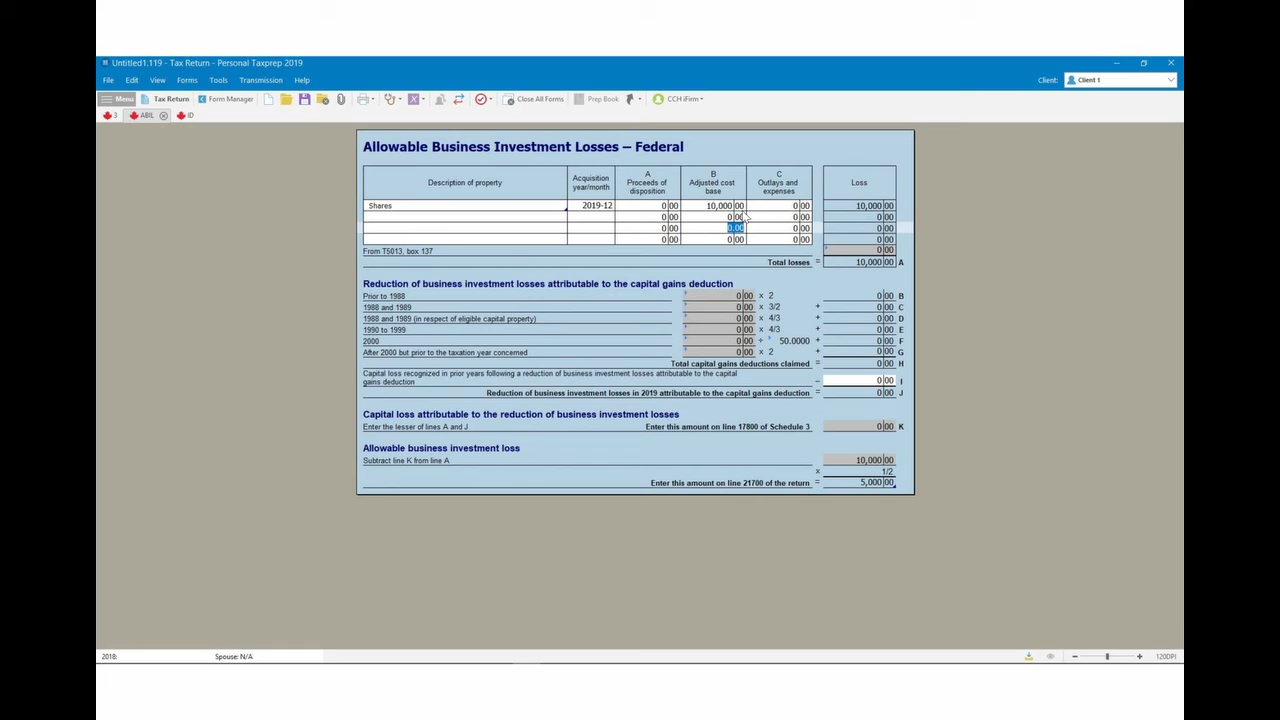 Untitled1.119 - Tax Return - Personal Taxprep 2019
File Edit View Forms Tools Transmission Help Client: Client 1
Menu Tax Return Form Manager Close All Forms Prep Book CCH iFirm
3 ABIL ID
Allowable Business Investment Losses – Federal
Description of property Acquisition year/month A Proceeds of disposition B Adjusted cost base C Outlays and expenses Loss
Shares 2019-12 0 00 10,000 00 0 00 10,000 00
0 00 0 00 0 00 0 00
0 00 0.00 0 00 0 00
0 00 0 00 0 00 0 00
From T5013, box 137 0 00
Total losses = 10,000 00 A
Reduction of business investment losses attributable to the capital gains deduction
Prior to 1988 0 00 x 2 0 00 B
1988 and 1989 0 00 x 3/2 + 0 00 C
1988 and 1989 (in respect of eligible capital property) 0 00 x 4/3 + 0 00 D
1990 to 1999 0 00 x 4/3 + 0 00 E
2000 0 00 ÷ 50.0000 + 0 00 F
After 2000 but prior to the taxation year concerned 0 00 x 2 + 0 00 G
Total capital gains deductions claimed = 0 00 H
Capital loss recognized in prior years following a reduction of business investment losses attributable to the capital
gains deduction – 0 00 I
Reduction of business investment losses in 2019 attributable to the capital gains deduction = 0 00 J
Capital loss attributable to the reduction of business investment losses
Enter the lesser of lines A and J Enter this amount on line 17800 of Schedule 3 0 00 K
Allowable business investment loss
Subtract line K from line A 10,000 00
x 1/2
Enter this amount on line 21700 of the return = 5,000 00
2018: Spouse: N/A 120DPI